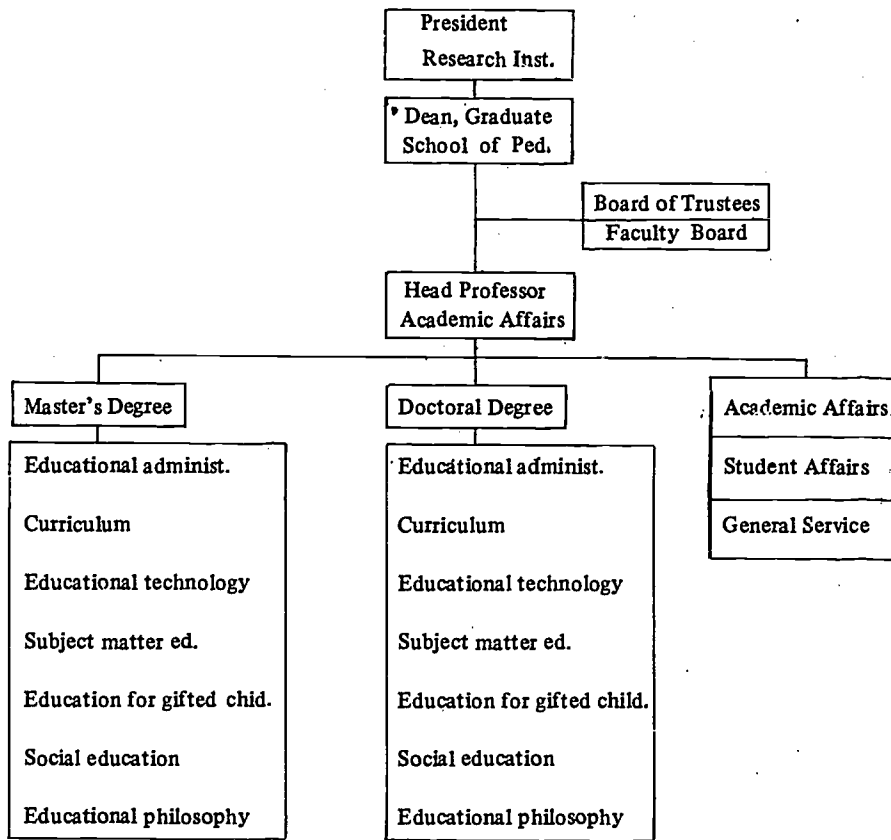 President
Research Inst.
Dean, Graduate
School of Ped.
Board of Trustees
Faculty Board
Head Professor
Academic Affairs
Master's Degree
Educational administ.
Curriculum
Educational technology
Subject matter ed.
Education for gifted chid.
Social education
Educational philosophy
Doctoral Degree
Educational administ.
Curriculum
Educational technology
Subject matter ed.
Education for gifted child.
Social education
Educational philosophy
Academic Affairs
Student Affairs
General Service